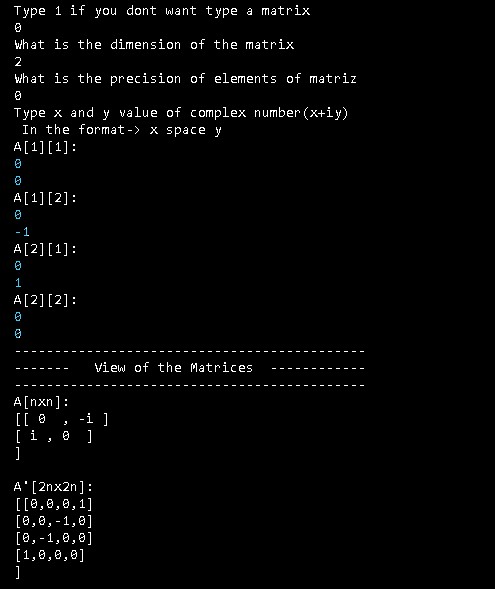 Type 1 if you dont want type a matrix
0
What is the dimension of the matrix
2
What is the precision of elements of matriz
0
Type x and y value of complex number(x+iy)
 In the format-> x space y
A[1][1]:
0
0
A[1][2]:
0
-1
A[2][1]:
0
1
A[2][2]:
0
0
--------------------------------------------
-------   View of the Matrices  ------------
--------------------------------------------
A[nxn]:
[[ 0  , -i ]
[ i , 0  ]
]

A'[2nx2n]:
[[0,0,0,1]
[0,0,-1,0]
[0,-1,0,0]
[1,0,0,0]
]